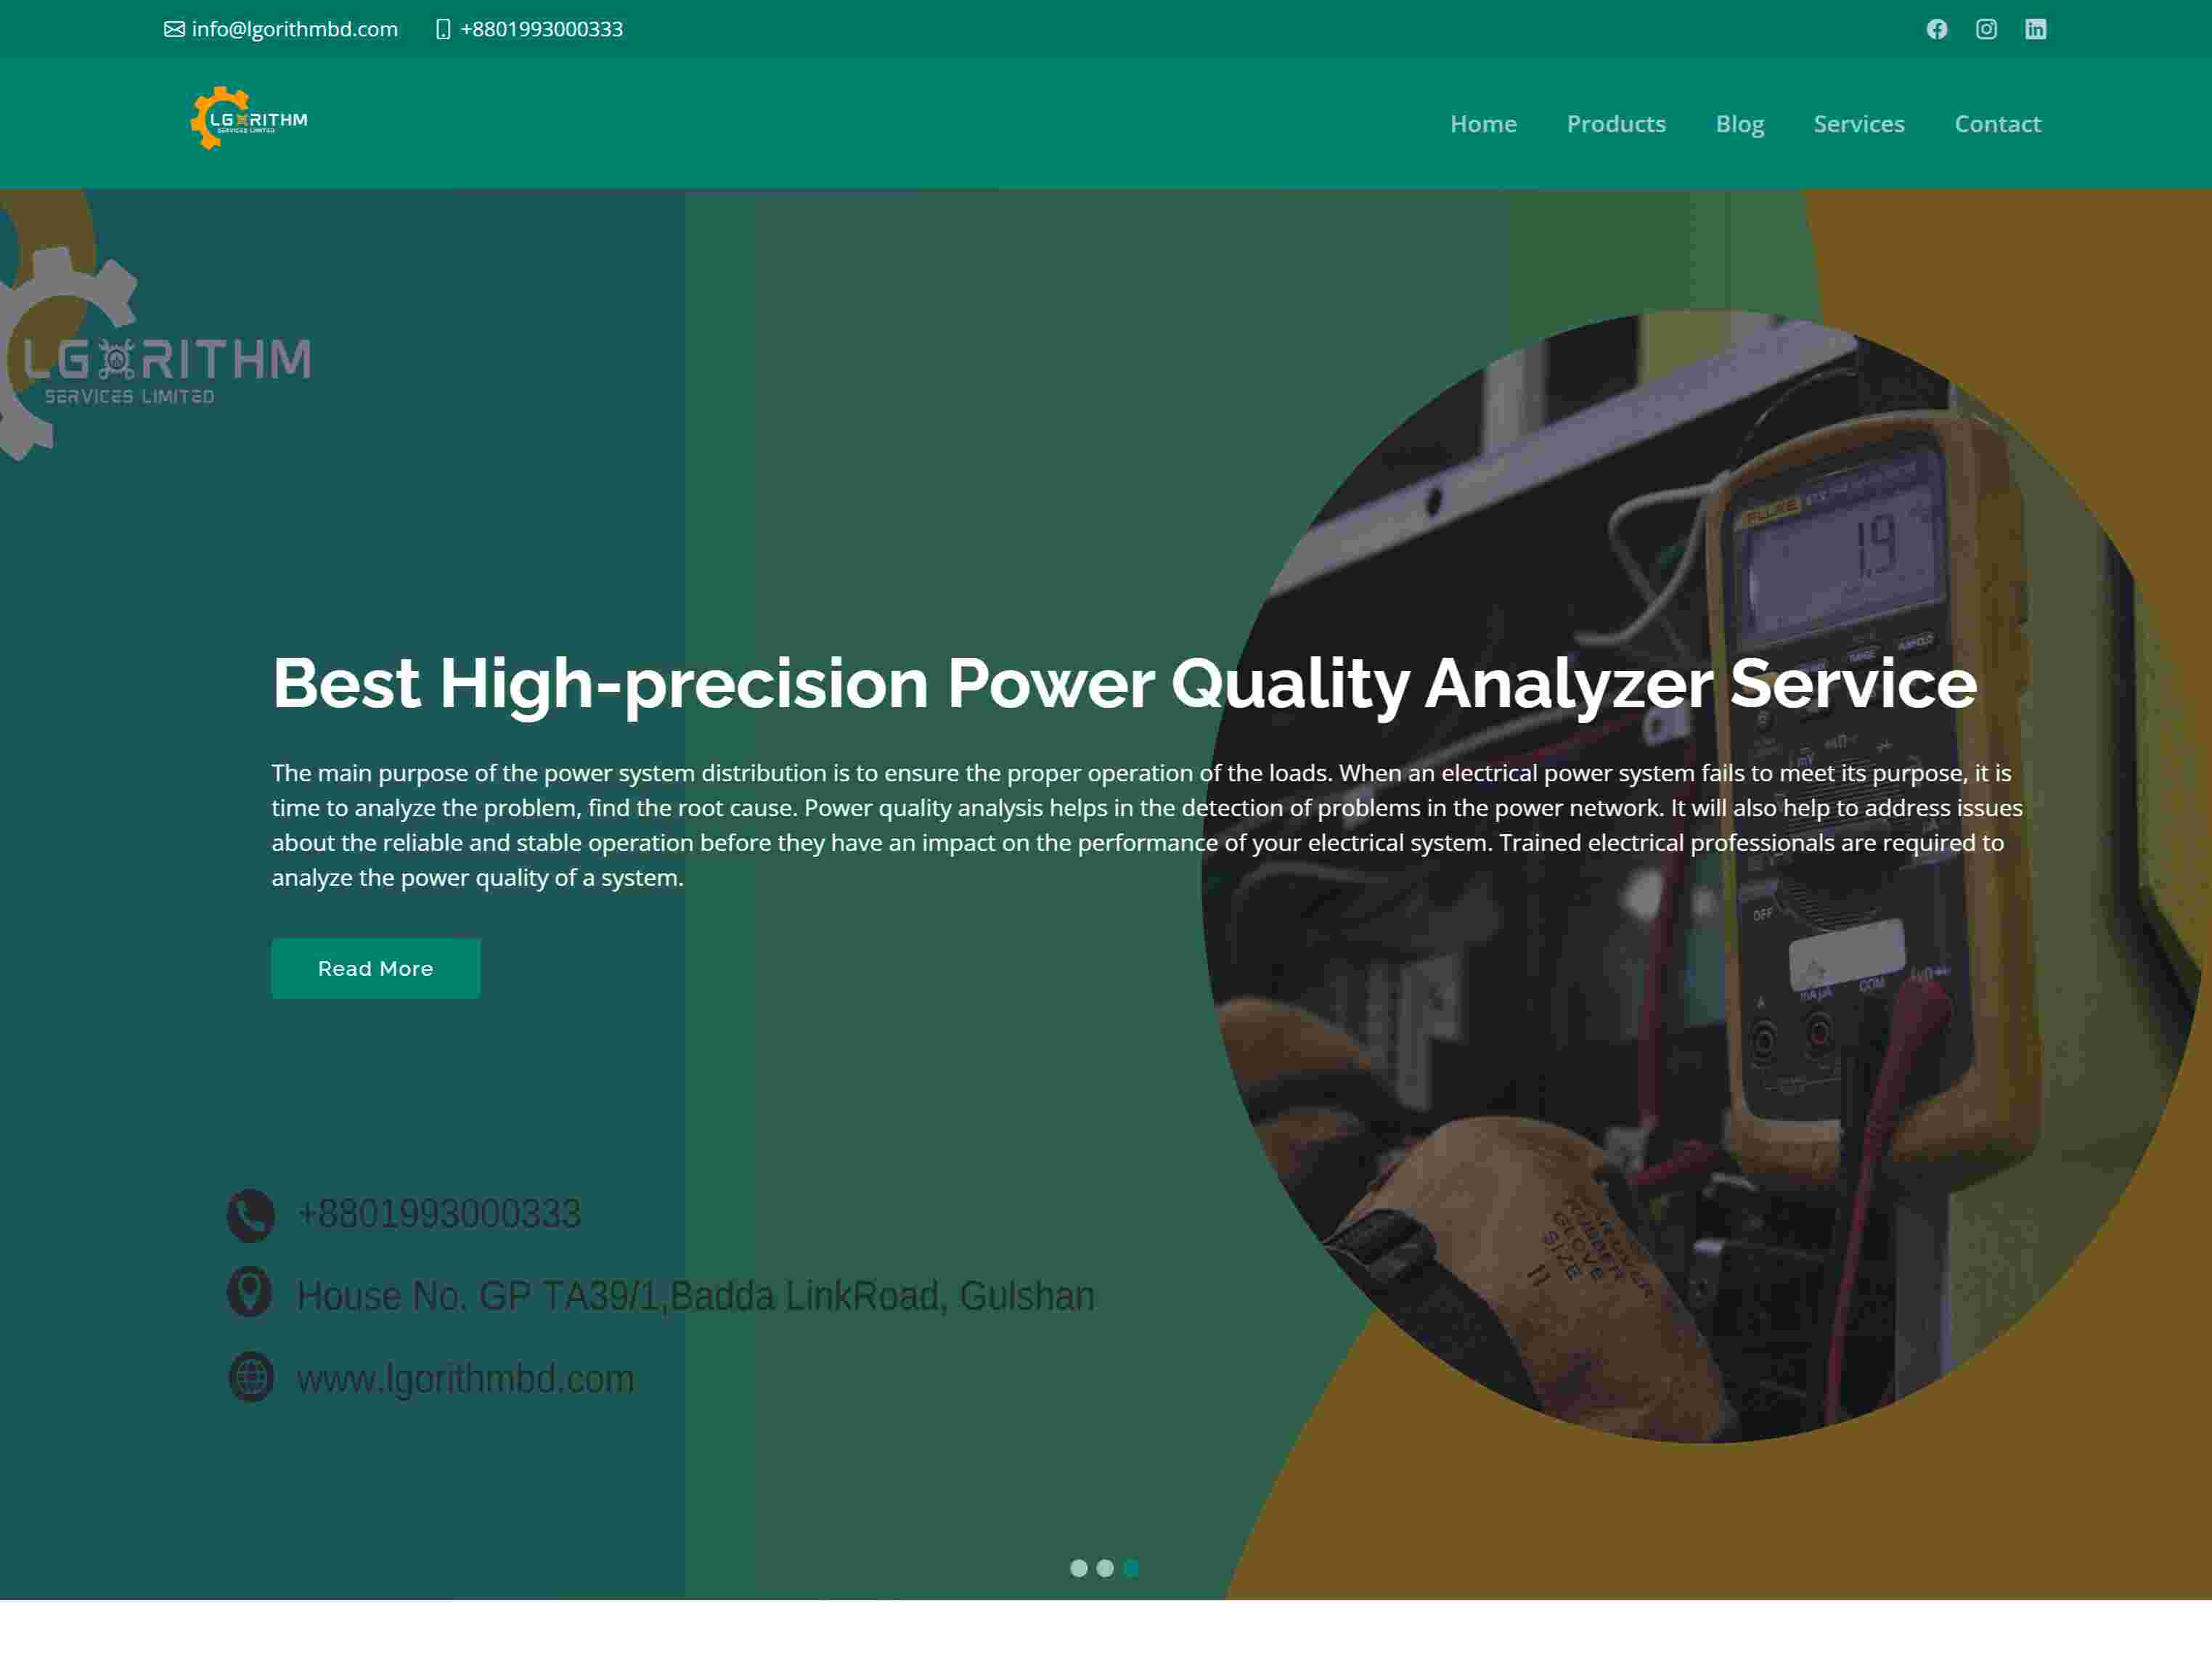 info@lgorithmbd.com +8801993000333
LGORITHM
SERVICES LIMITED
Home Products Blog Services Contact
LGORITHM
SERVICES LIMITED
FLUKE
1.9
Best High-precision Power Quality Analyzer Service
The main purpose of the power system distribution is to ensure the proper operation of the loads. When an electrical power system fails to meet its purpose, it is
time to analyze the problem, find the root cause. Power quality analysis helps in the detection of problems in the power network. It will also help to address issues
about the reliable and stable operation before they have an impact on the performance of your electrical system. Trained electrical professionals are required to
analyze the power quality of a system.
OFF
Read More
A mAµA COM
RUBBER
GLOVE
SIZE
11
+8801993000333
House No. GP TA39/1,Badda LinkRoad, Gulshan
www.lgorithmbd.com